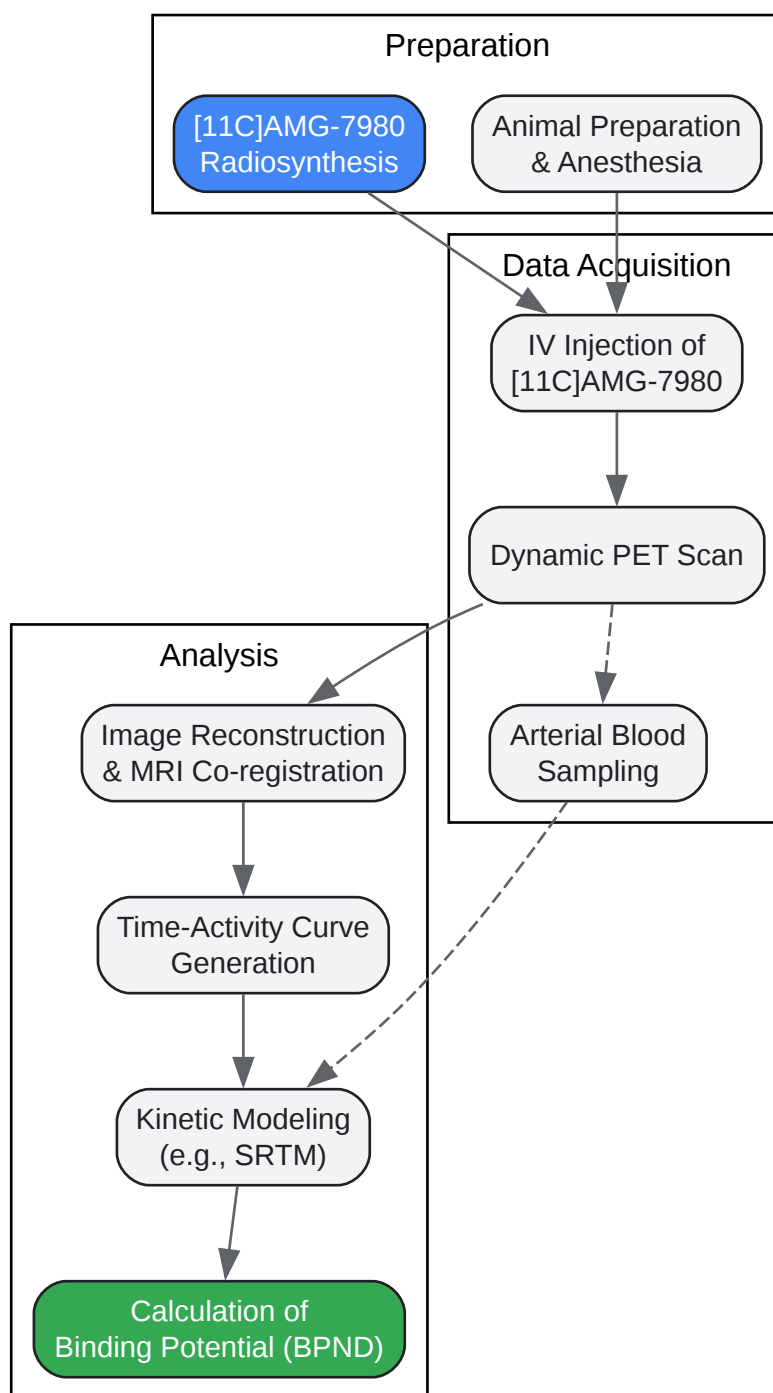 Preparation
[11C]AMG-7980
Radiosynthesis
Animal Preparation
& Anesthesia
Data Acquisition
IV Injection of
[11C]AMG-7980
Dynamic PET Scan
Arterial Blood
Sampling
Analysis
Image Reconstruction
& MRI Co-registration
Time-Activity Curve
Generation
Kinetic Modeling
(e.g., SRTM)
Calculation of
Binding Potential (BPND)